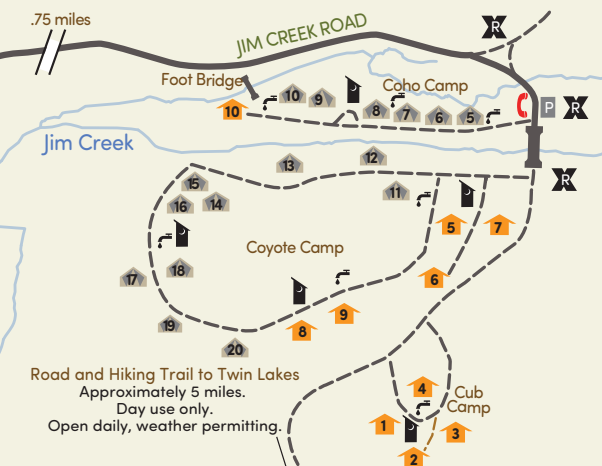 .75 miles
JIM CREEK ROAD
R
Foot Bridge
Coho Camp
10
10
9
8
7
6
5
P
R
Jim Creek
R
13
12
15
16
14
11
5
7
Coyote Camp
17
18
6
19
8
9
20
Road and Hiking Trail to Twin Lakes
Approximately 5 miles.
Day use only.
Open daily, weather permitting.
4
Cub
Camp
1
3
2